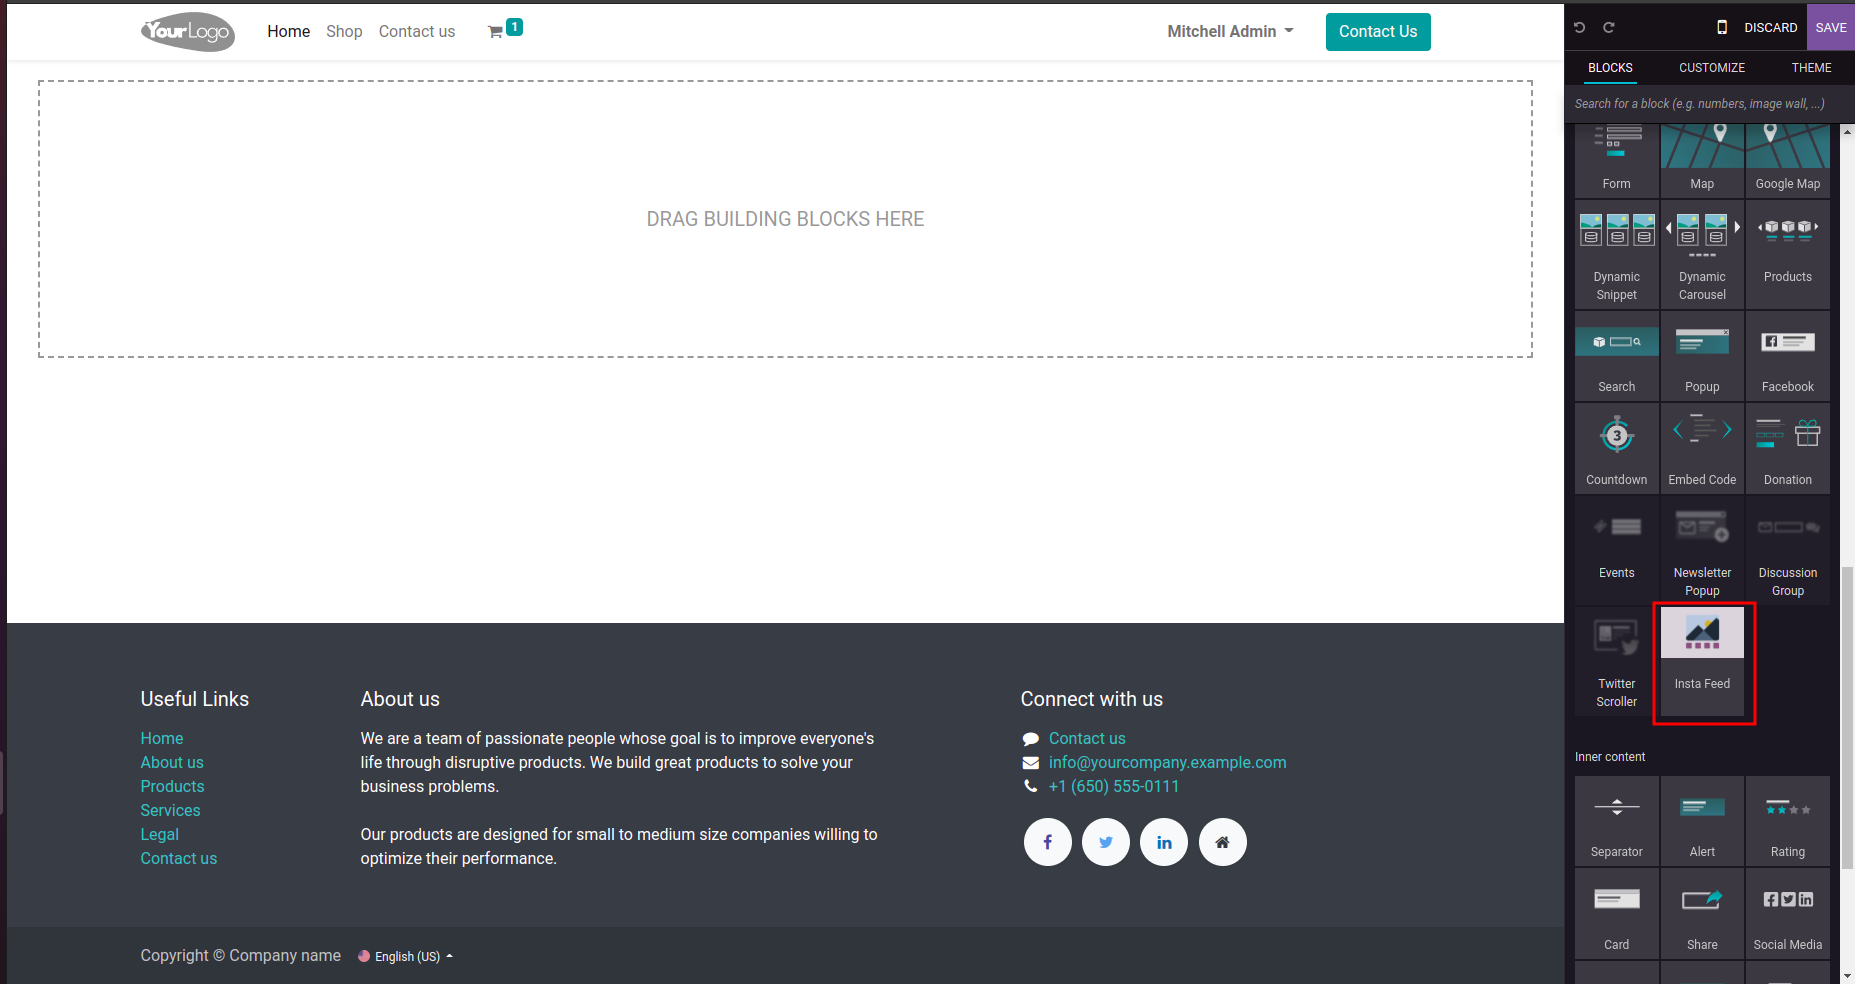 YourLogo
Home
Shop
Contact us
1
Mitchell Admin
Contact Us
DISCARD
SAVE
BLOCKS
CUSTOMIZE
THEME
Search for a block (e.g. numbers, image wall, ...)
DRAG BUILDING BLOCKS HERE
Form
Map
Google Map
Dynamic
Snippet
Dynamic
Carousel
Products
Search
Popup
Facebook
3
Countdown
Embed Code
Donation
Events
Newsletter
Popup
Discussion
Group
Twitter
Scroller
Insta Feed
Inner content
Separator
Alert
Rating
Card
Share
Social Media
Useful Links
Home
About us
Products
Services
Legal
Contact us
About us
We are a team of passionate people whose goal is to improve everyone's
life through disruptive products. We build great products to solve your
business problems.
Our products are designed for small to medium size companies willing to
optimize their performance.
Connect with us
Contact us
info@yourcompany.example.com
+1 (650) 555-0111
Copyright © Company name
English (US)